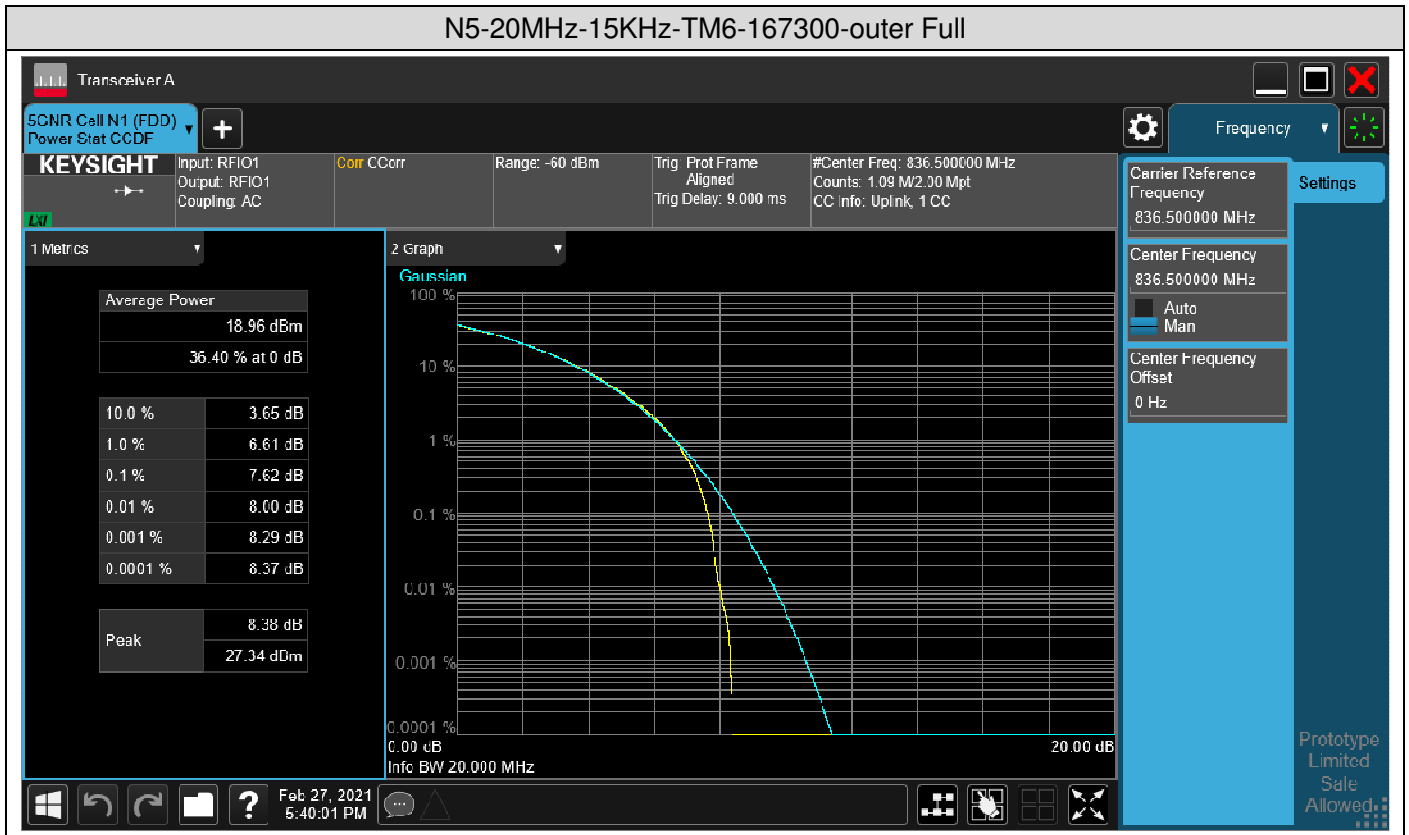 N5-20MHz-15KHz-TM6-167300-outer Full
Transceiver A
5GNR Cell N1 (FDD)
Power Stat CCDF
+
Frequency
KEYSIGHT
LXI
Input: RFIO1
Output: RFIO1
Coupling: AC
Corr CCorr
Range: -60 dBm
Trig: Prot Frame
Aligned
Trig Delay: 9.000 ms
#Center Freq: 836.500000 MHz
Counts: 1.09 M/2.00 Mpt
CC Info: Uplink, 1 CC
Carrier Reference
Frequency
836.500000 MHz
Settings
Center Frequency
836.500000 MHz
Auto
Man
Center Frequency
Offset
0 Hz
1 Metrics
Average Power
18.96 dBm
36.40 % at 0 dB
10.0 % 3.65 dB
1.0 % 6.61 dB
0.1 % 7.62 dB
0.01 % 8.00 dB
0.001 % 8.29 dB
0.0001 % 8.37 dB
Peak
8.38 dB
27.34 dBm
2 Graph
Gaussian
100 %
10 %
1 %
0.1 %
0.01 %
0.001 %
0.0001 %
0.00 dB 20.00 dB
Info BW 20.000 MHz
Prototype
Limited
Sale
Allowed
?
Feb 27, 2021
5:40:01 PM